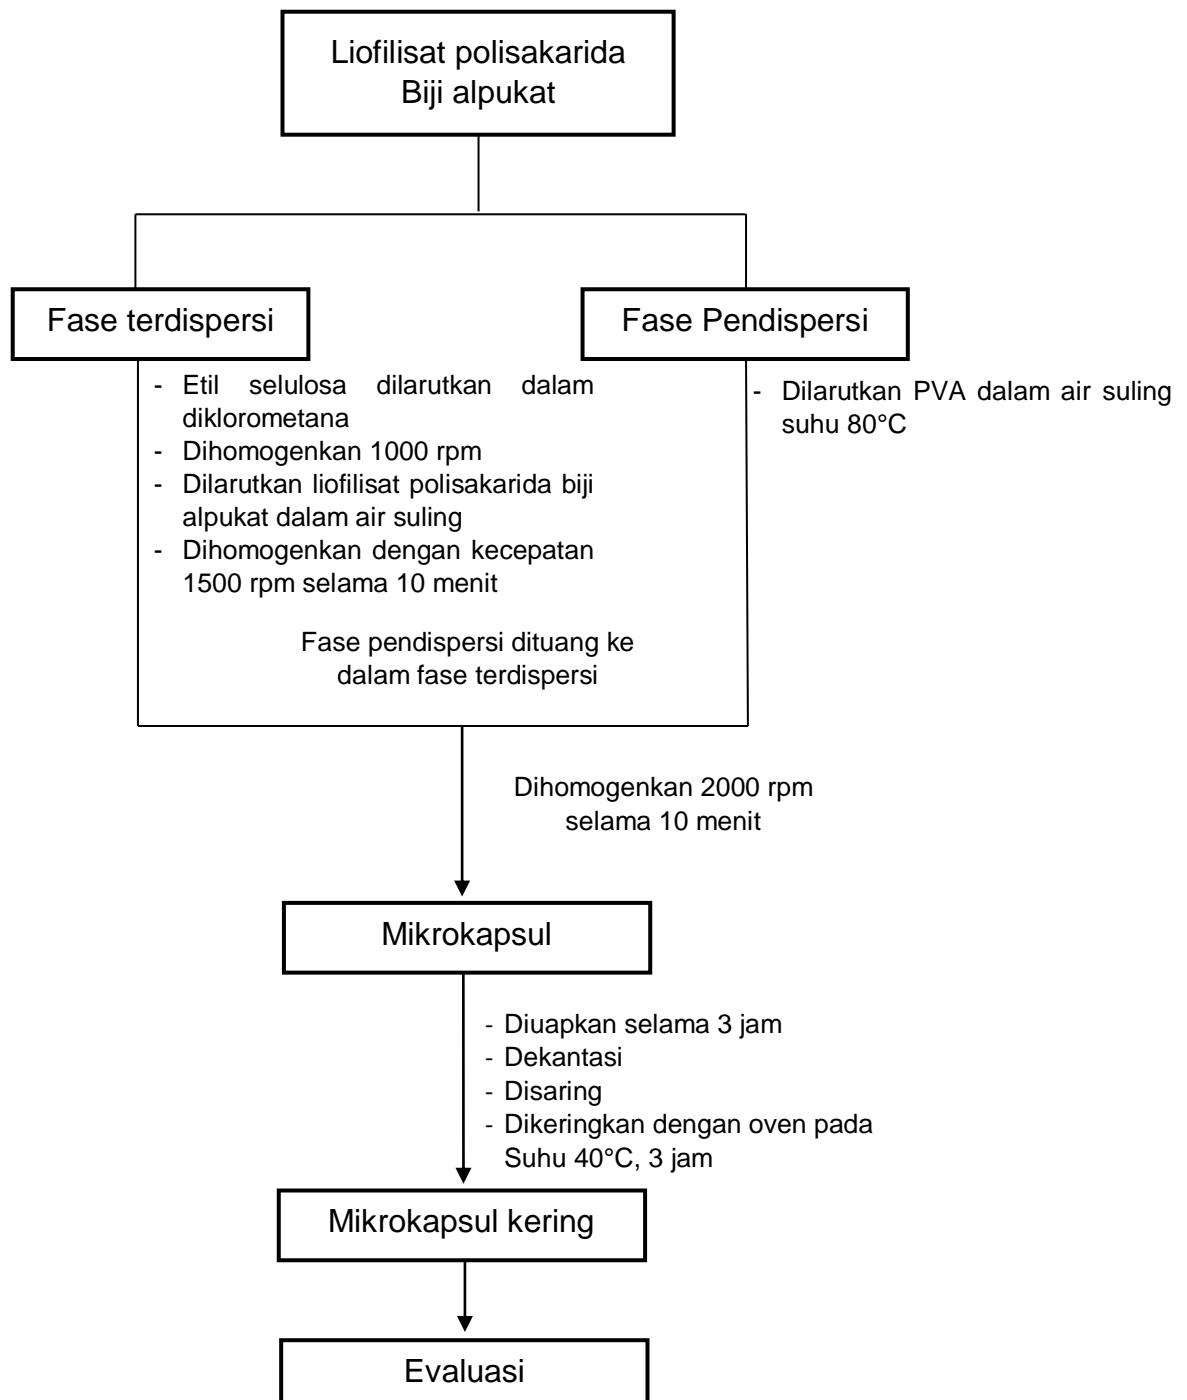 Liofilisat polisakarida
Biji alpukat
Fase terdispersi
Fase Pendispersi
- Etil selulosa dilarutkan dalam
diklorometana
- Dihomogenkan 1000 rpm
- Dilarutkan liofilisat polisakarida biji
alpukat dalam air suling
- Dihomogenkan dengan kecepatan
1500 rpm selama 10 menit
- Dilarutkan PVA dalam air suling
suhu 80°C
Fase pendispersi dituang ke
dalam fase terdispersi
Dihomogenkan 2000 rpm
selama 10 menit
Mikrokapsul
- Diuapkan selama 3 jam
- Dekantasi
- Disaring
- Dikeringkan dengan oven pada
Suhu 40°C, 3 jam
Mikrokapsul kering
Evaluasi